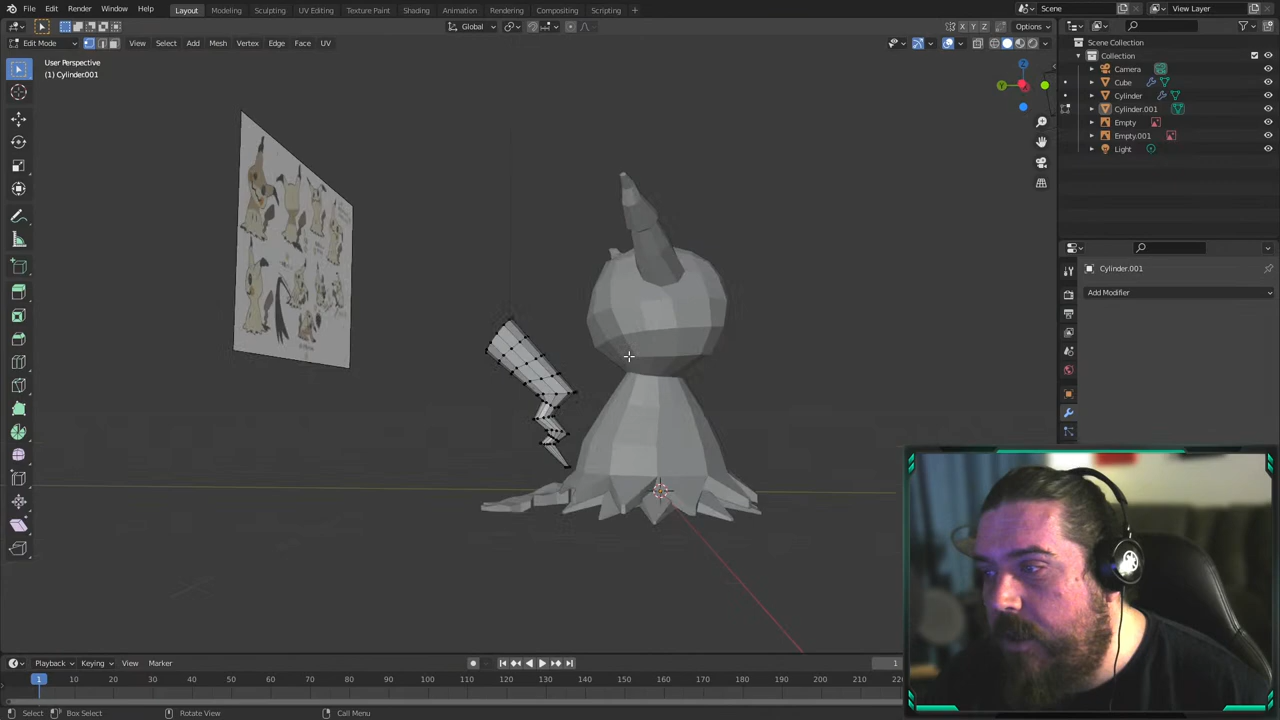 File Edit Render Window Help
Layout Modeling Sculpting UV Editing Texture Paint Shading Animation Rendering Compositing Scripting +
Scene
View Layer
Global
X Y Z
Options
Edit Mode
View Select Add Mesh Vertex Edge Face UV
User Perspective
(1) Cylinder.001
Z
Y
Scene Collection
Collection
Camera
Cube
Cylinder
Cylinder.001
Empty
Empty.001
Light
Cylinder.001
Add Modifier
Playback Keying View Marker
1
1 10 20 30 40 50 60 70 80 90 100 110 120 130 140 150 160 170 180 190 200 210
Select
Box Select
Rotate View
Call Menu